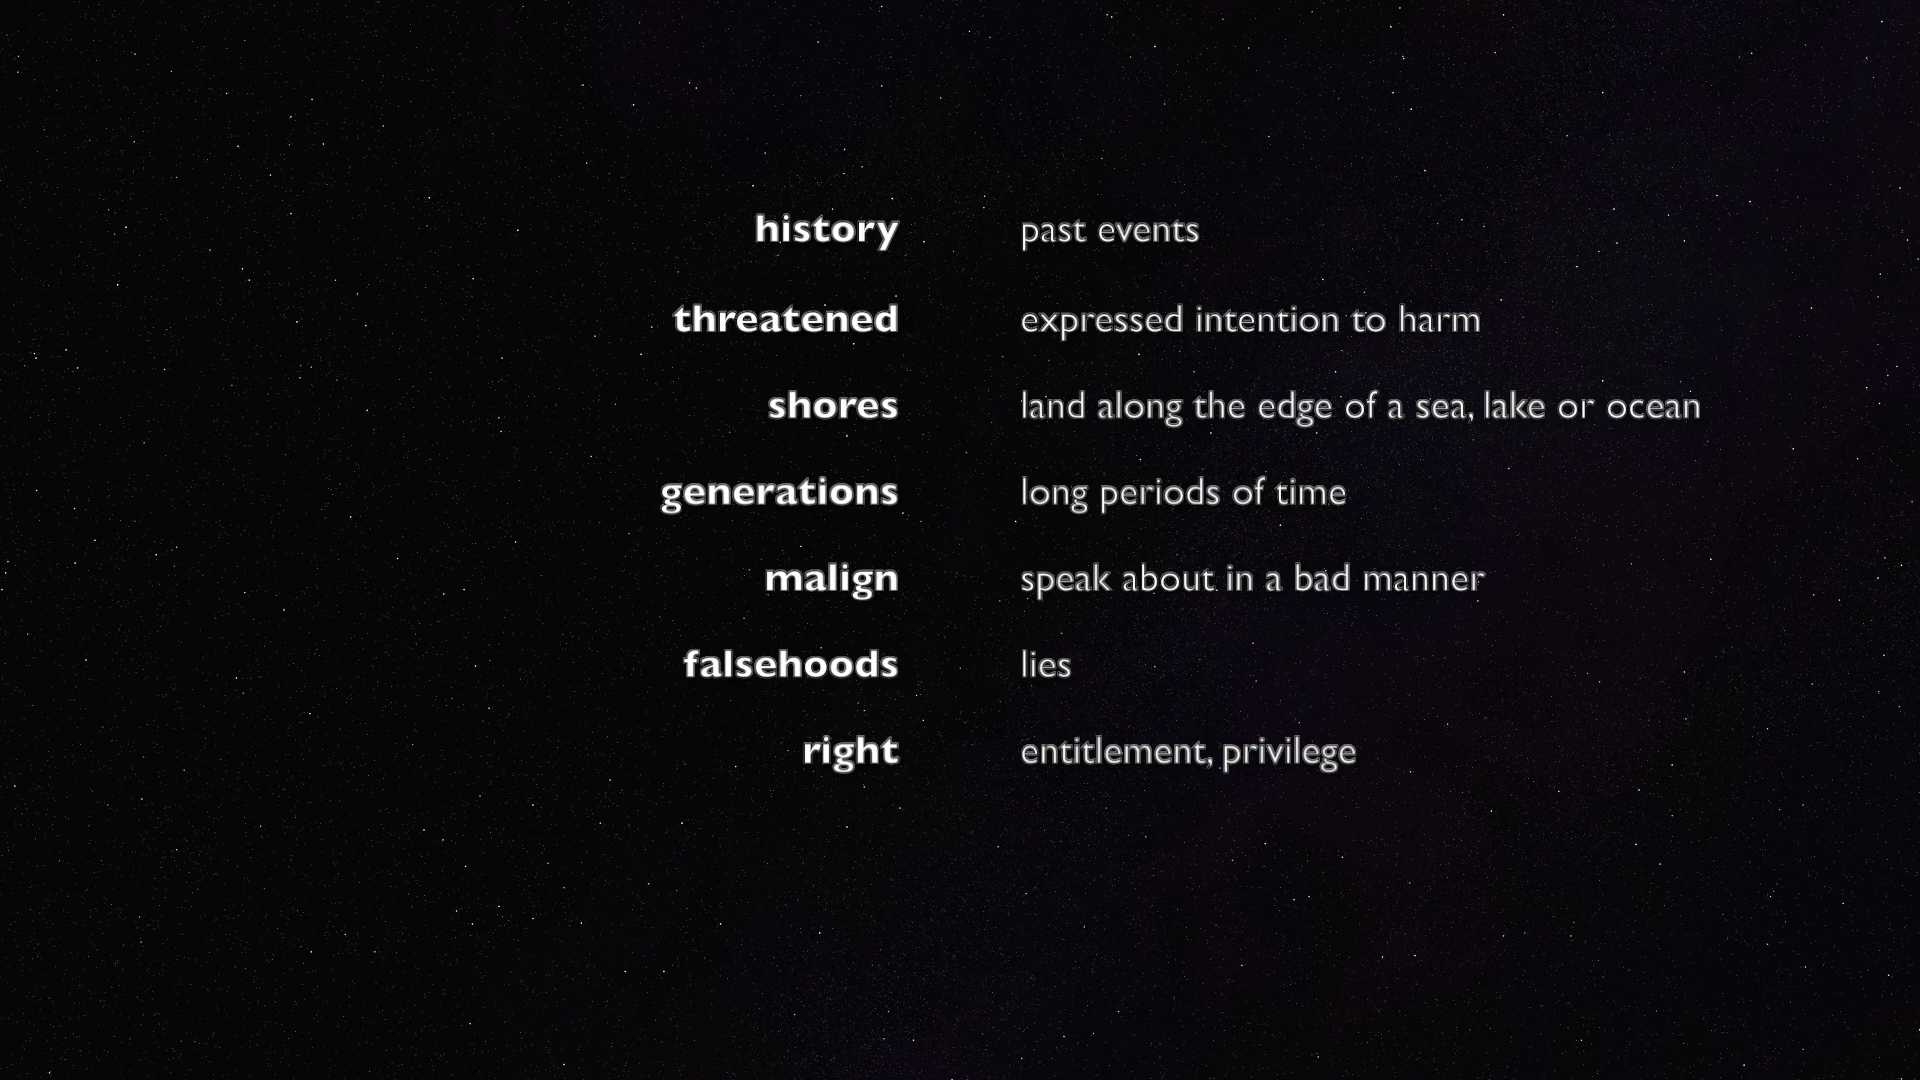 history past events
threatened expressed intention to harm
shores land along the edge of a sea, lake or ocean
generations long periods of time
malign speak about in a bad manner
falsehoods lies
right entitlement, privilege